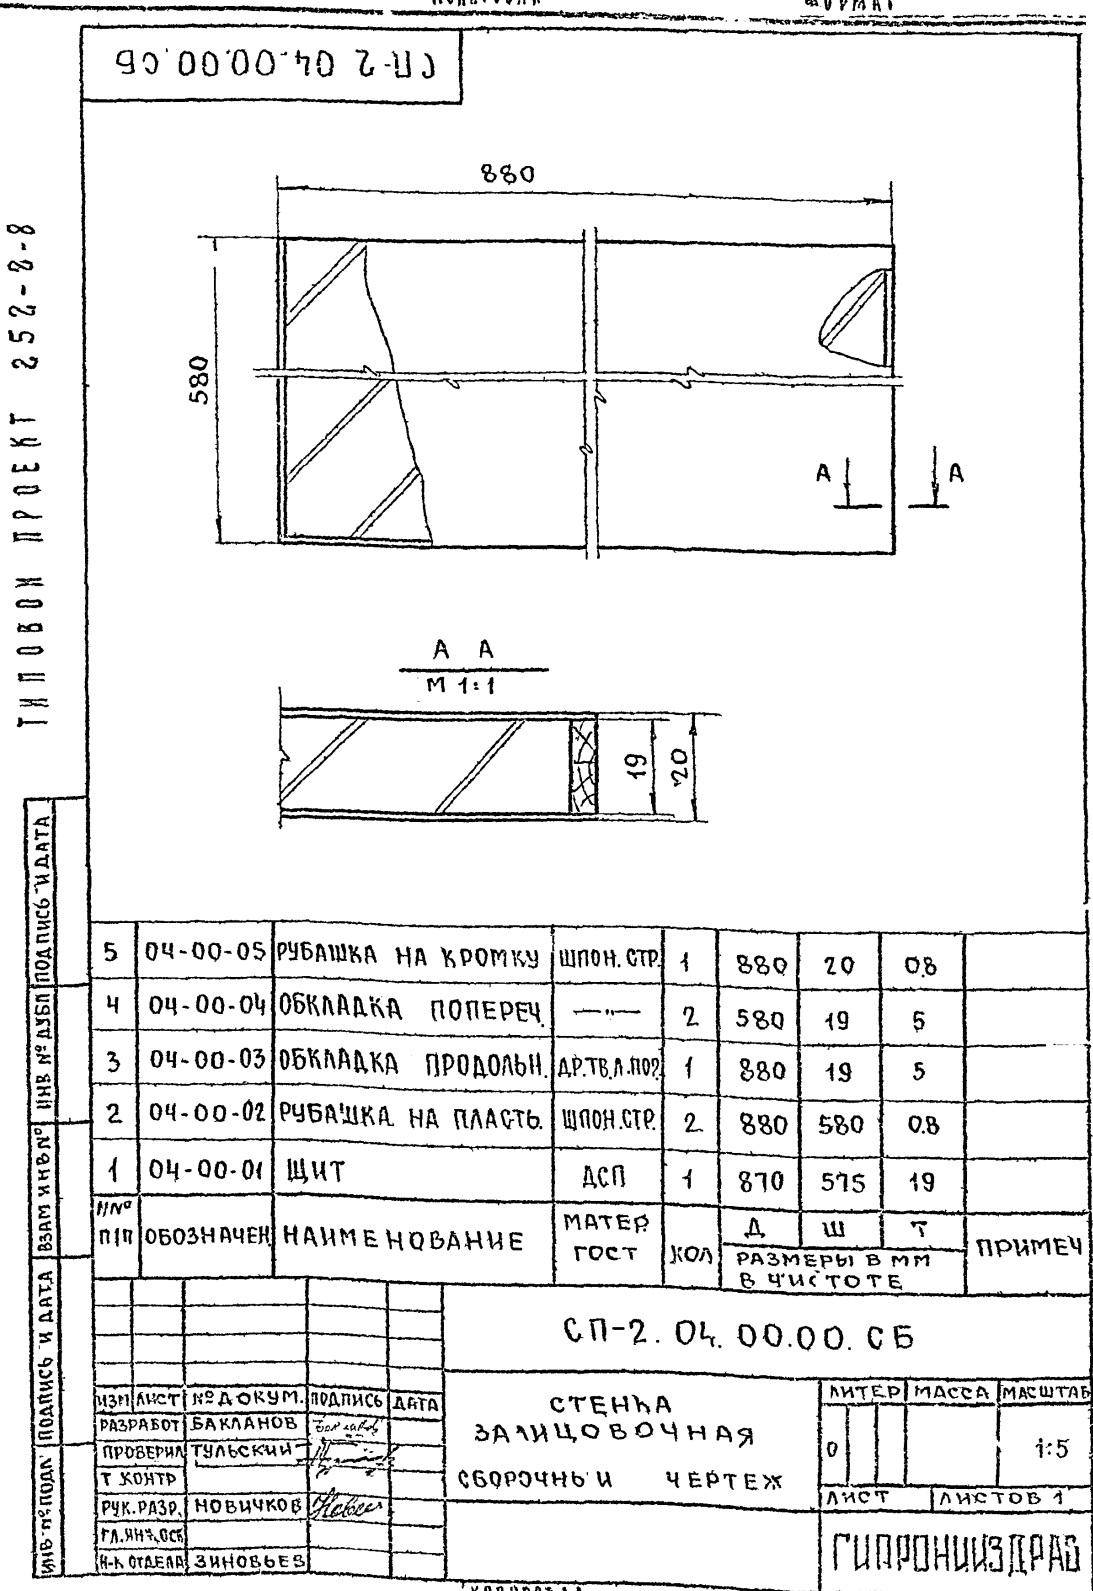 СП-2 04.00.00.СБ
880
580
А А
А А
М 1:1
19
20
ТИПОВОЙ ПРОЕКТ 252-2-8
5 04-00-05 РУБАШКА НА КРОМКУ ШПОН. СТР. 1 880 20 0.8
4 04-00-04 ОБКЛАДКА ПОПЕРЕЧ. —"— 2 580 19 5
3 04-00-03 ОБКЛАДКА ПРОДОЛЬН. ДР.ТВ.Л. 1 880 19 5
2 04-00-02 РУБАШКА НА ПЛАСТЬ. ШПОН.СТР. 2 880 580 0.8
1 04-00-01 ЩИТ ДСП 1 870 575 19
№№ П/П ОБОЗНАЧЕН НАИМЕНОВАНИЕ МАТЕР ГОСТ КОЛ Д Ш Т ПРИМЕЧ
РАЗМЕРЫ В ММ
В ЧИСТОТЕ
СП-2. 04. 00.00. СБ
ИЗМ ЛИСТ № ДОКУМ. ПОДПИСЬ ДАТА
РАЗРАБОТ БАКЛАНОВ
ПРОВЕРИЛ ТУЛЬСКИЙ
Т КОНТР
РУК. РАЗР. НОВИЧКОВ
Н-К ОТДЕЛА ЗИНОВЬЕВ
СТЕНКА
ЗАЛИЦОВОЧНАЯ
СБОРОЧНЫЙ ЧЕРТЕЖ
ЛИТЕР МАССА МАСШТАБ
0 1:5
ЛИСТ ЛИСТОВ 1
ГИПРОНИИЗДРАВ
ИНВ. № ПОДЛ ПОДПИСЬ И ДАТА ВЗАМ ИНВ № ИНВ № ДУБЛ ПОДПИСЬ И ДАТА